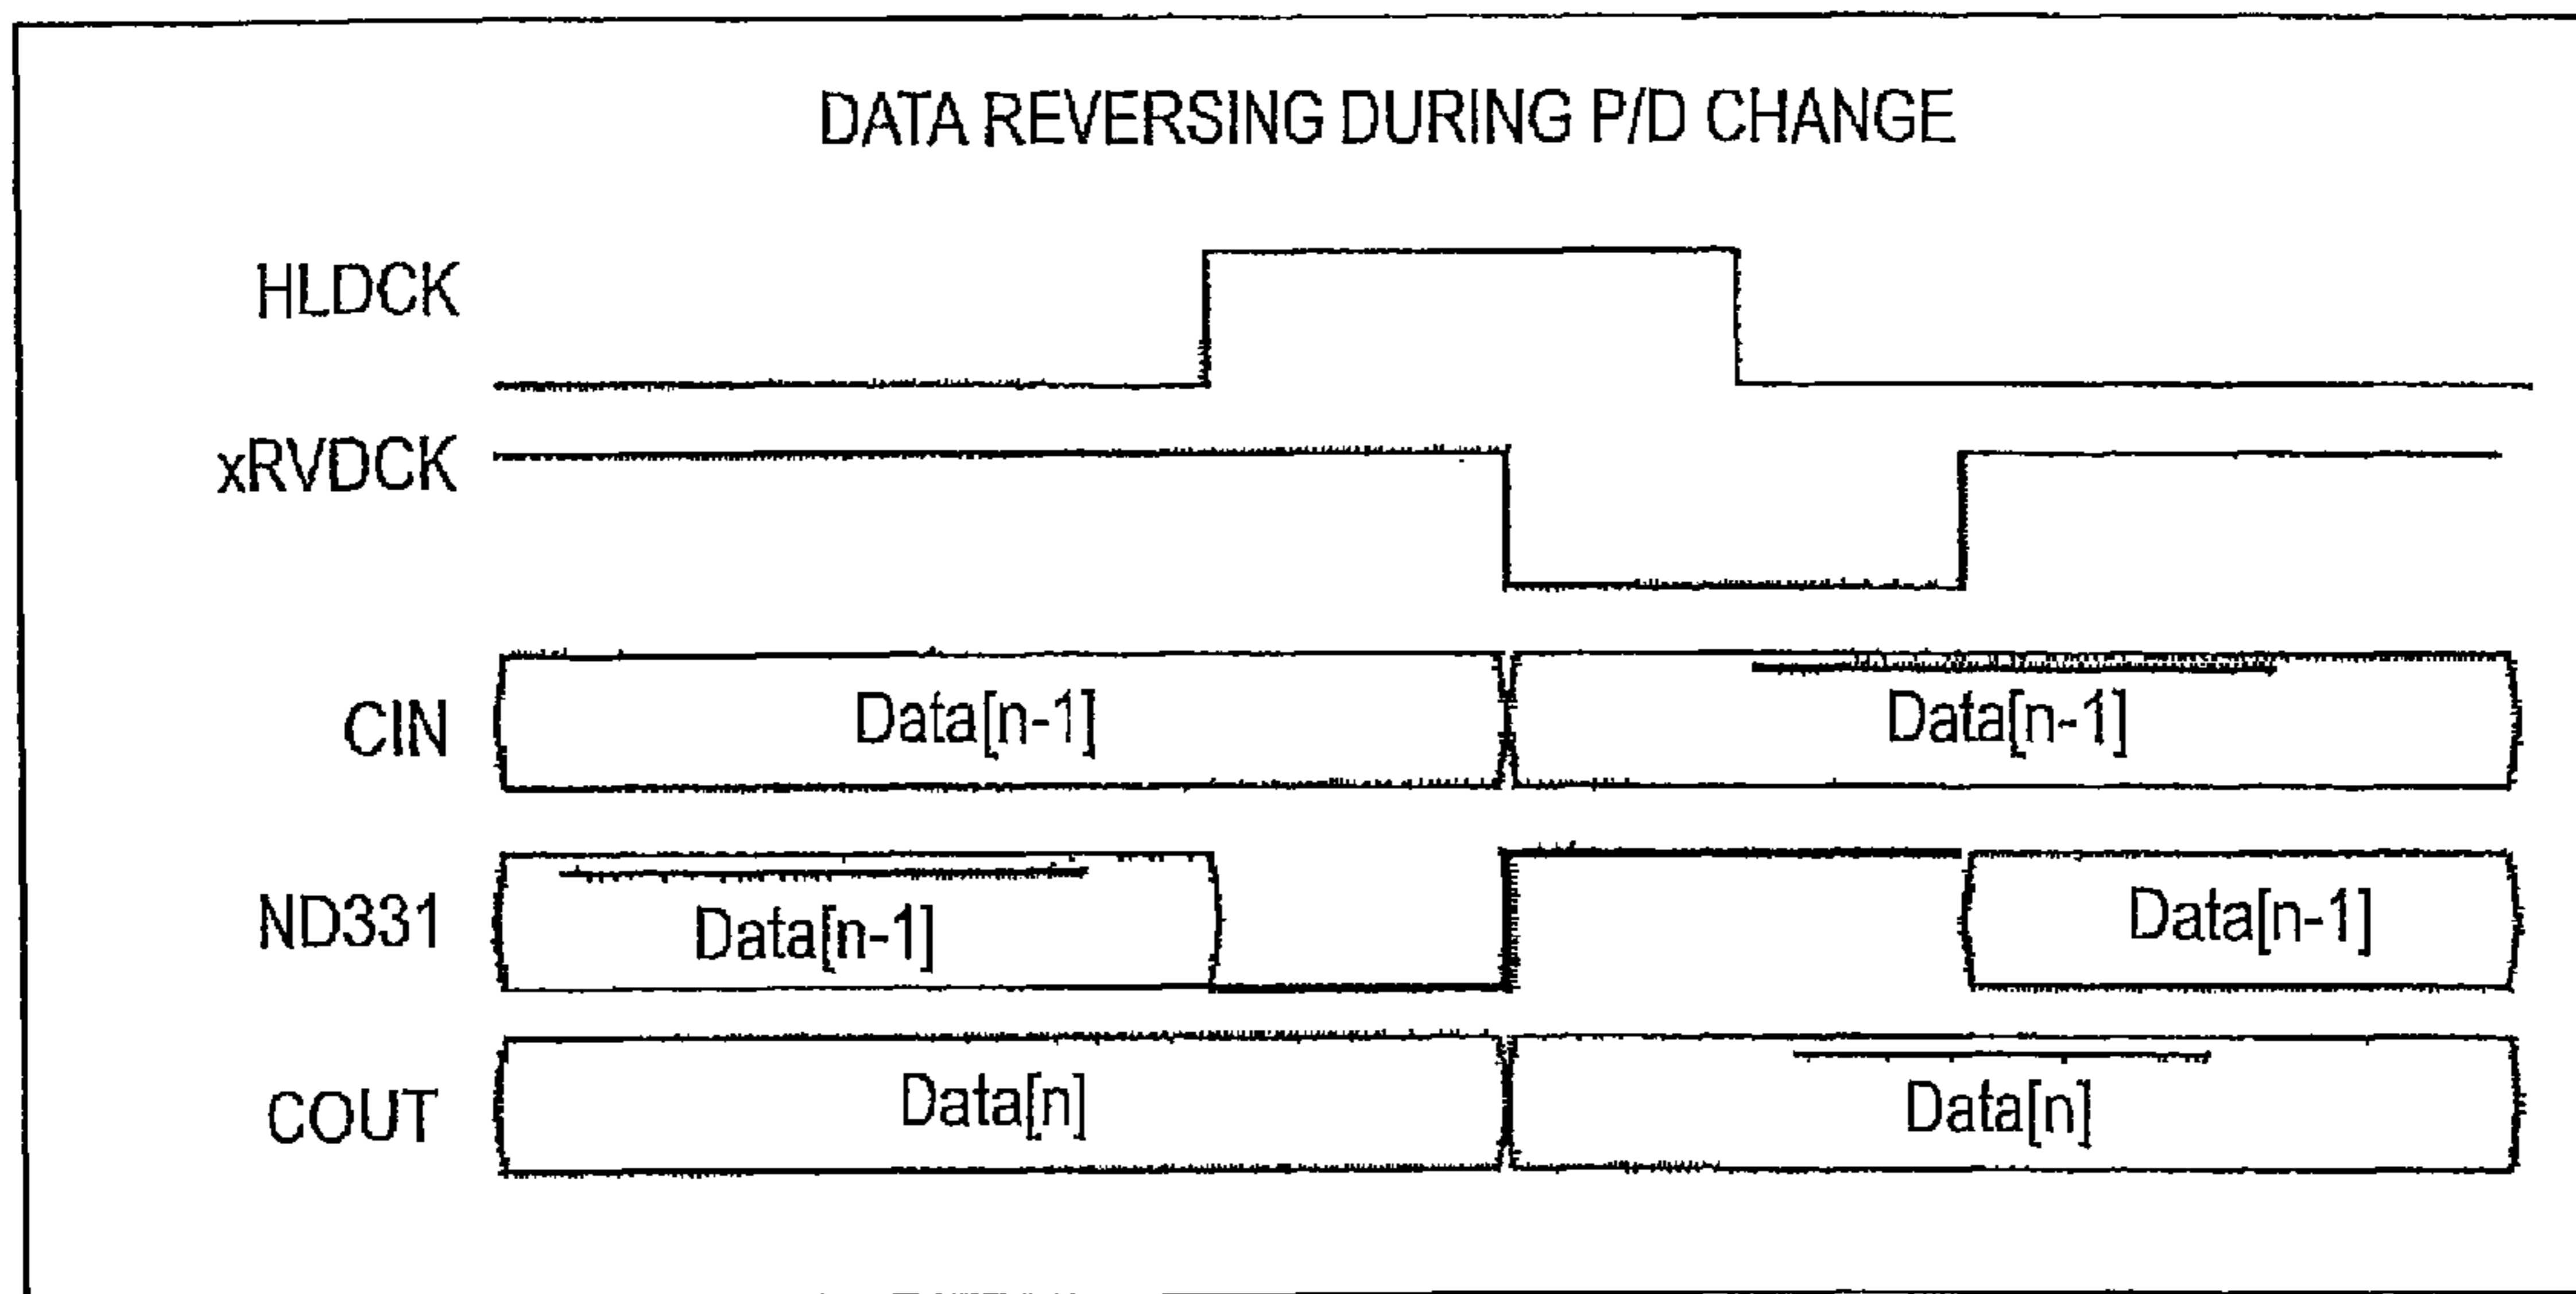 DATA REVERSING DURING P/D CHANGE
HLDCK
xRVDCK
CIN Data[n-1] Data[n-1]
ND331 Data[n-1] Data[n-1]
COUT Data[n] Data[n]